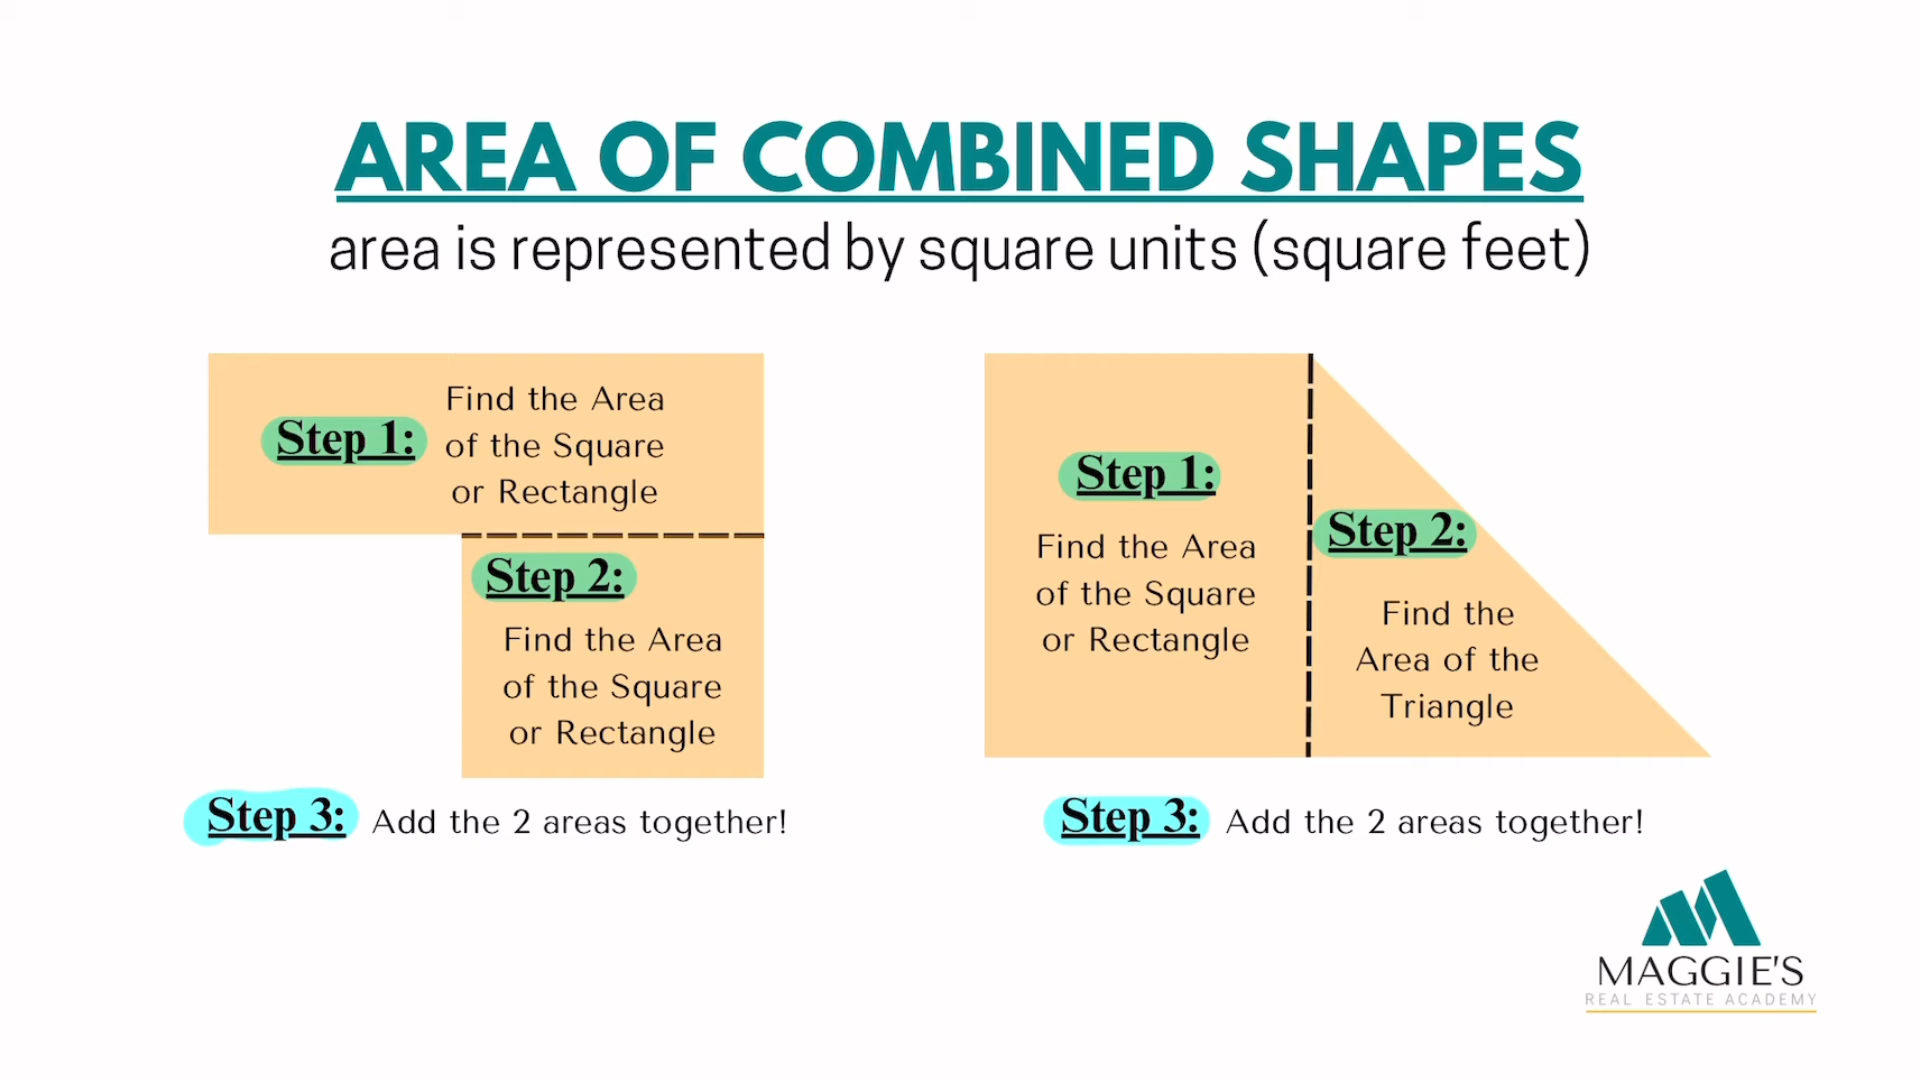 AREA OF COMBINED SHAPES
area is represented by square units (square feet)
Step 1:
Find the Area
of the Square
or Rectangle
Step 2:
Find the Area
of the Square
or Rectangle
Step 3: Add the 2 areas together!
Step 1:
Find the Area
of the Square
or Rectangle
Step 2:
Find the
Area of the
Triangle
Step 3: Add the 2 areas together!
MAGGIE'S
REAL ESTATE ACADEMY